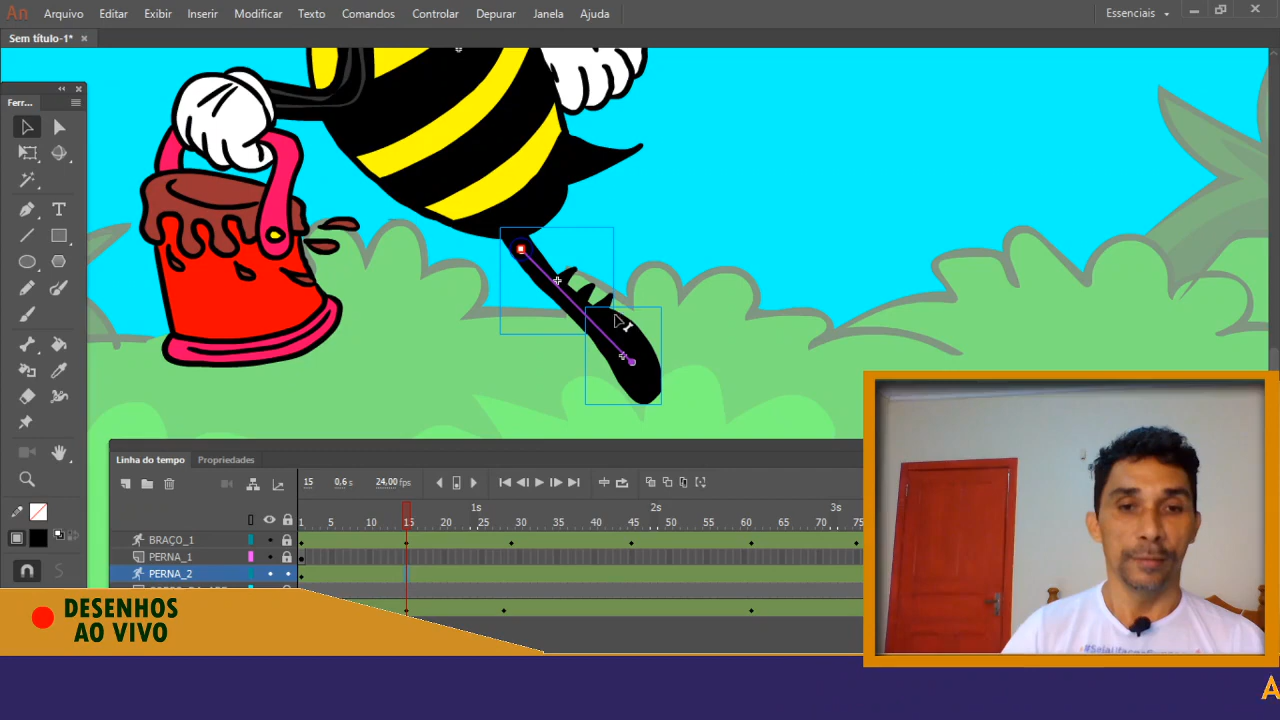 An Arquivo Editar Exibir Inserir Modificar Texto Comandos Controlar Depurar Janela Ajuda Essenciais
Sem título-1*
Ferr...
Linha do tempo Propriedades
15 0.6 s 24.00 fps
1s 2s 3s
1 5 10 15 20 25 30 35 40 45 50 55 60 65 70 75
BRAÇO_1
PERNA_1
PERNA_2
DESENHOS
AO VIVO
A